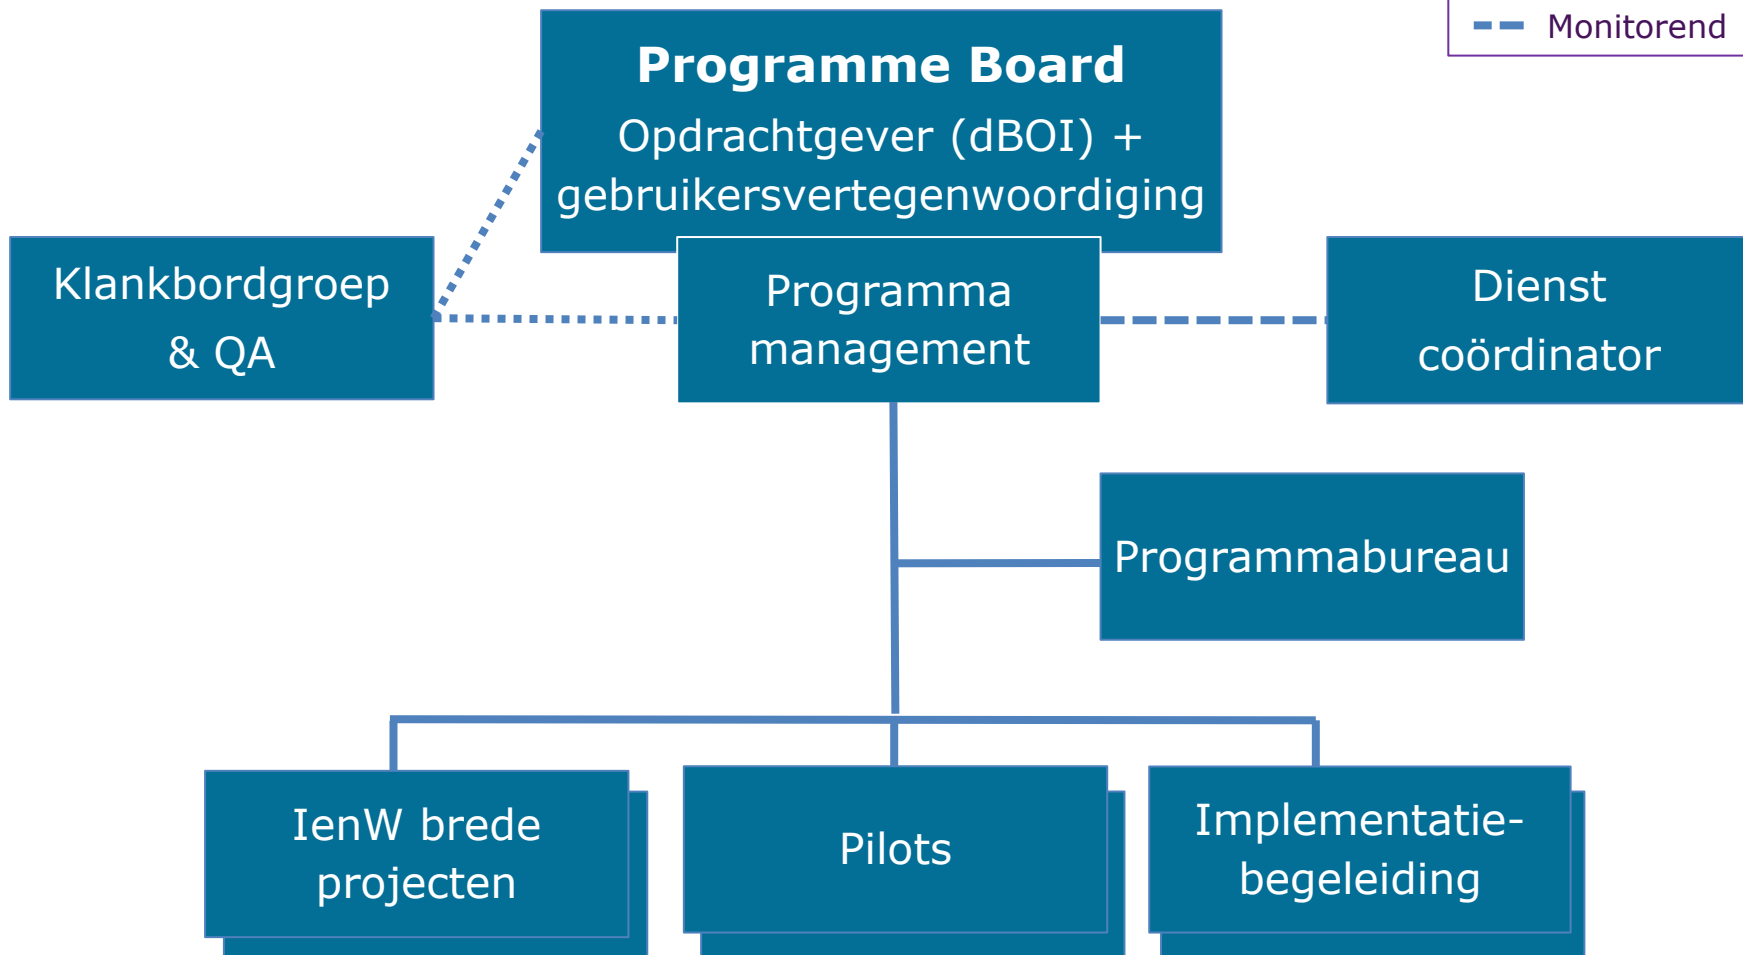 Monitorend
Programme Board
Opdrachtgever (dBOI) +
gebruikersvertegenwoordiging
Klankbordgroep
& QA
Programma
management
Dienst
coördinator
Programmabureau
IenW brede
projecten
Pilots
Implementatie-
begeleiding